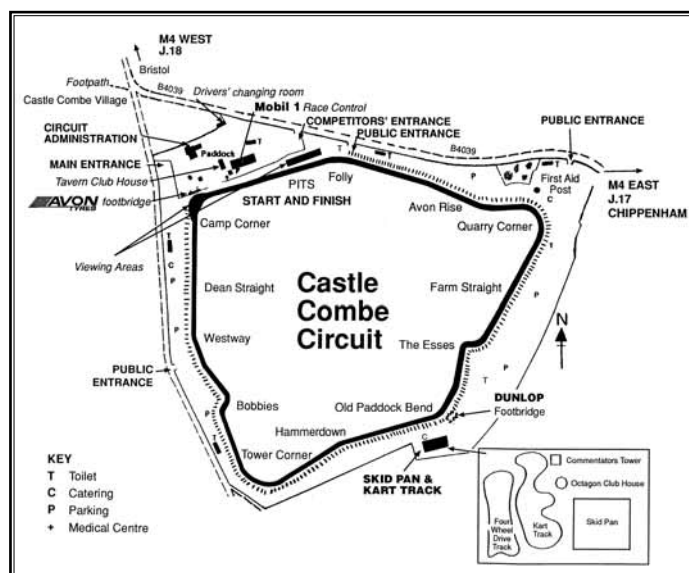 M4 WEST
J.18
Bristol
Footpath
Castle Combe Village
B4039
Drivers' changing room
Mobil 1 Race Control
COMPETITORS' ENTRANCE
PUBLIC ENTRANCE
B4039
PUBLIC ENTRANCE
CIRCUIT
ADMINISTRATION
T
Paddock
T
T
P
First Aid
Post
C
M4 EAST
J.17
CHIPPENHAM
MAIN ENTRANCE
Tavern Club House
AVON
TYRES
footbridge
PITS
START AND FINISH
Folly
Avon Rise
Quarry Corner
Camp Corner
T
C
P
Viewing Areas
Dean Straight
Castle
Combe
Circuit
Farm Straight
P
N
P
Westway
The Esses
P
T
PUBLIC
ENTRANCE
Bobbies
P
T
Old Paddock Bend
DUNLOP
Footbridge
Hammerdown
Tower Corner
C
SKID PAN &
KART TRACK
KEY
T Toilet
C Catering
P Parking
+ Medical Centre
Commentators Tower
Octagon Club House
Four
Wheel
Drive
Track
Kart
Track
Skid Pan